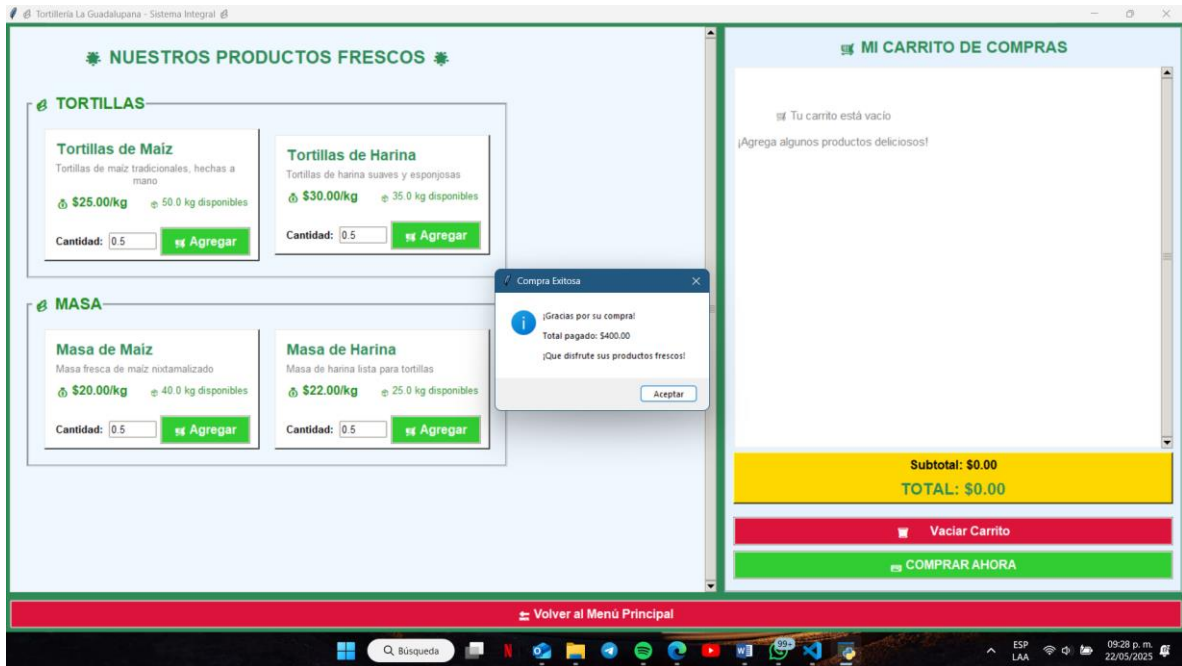 Tortillería La Guadalupana - Sistema Integral
NUESTROS PRODUCTOS FRESCOS
TORTILLAS
Tortillas de Maíz
Tortillas de maíz tradicionales, hechas a
mano
$25.00/kg 50.0 kg disponibles
Cantidad: 0.5 Agregar
Tortillas de Harina
Tortillas de harina suaves y esponjosas
$30.00/kg 35.0 kg disponibles
Cantidad: 0.5 Agregar
MASA
Masa de Maíz
Masa fresca de maíz nixtamalizado
$20.00/kg 40.0 kg disponibles
Cantidad: 0.5 Agregar
Masa de Harina
Masa de harina lista para tortillas
$22.00/kg 25.0 kg disponibles
Cantidad: 0.5 Agregar
Compra Exitosa
¡Gracias por su compra!
Total pagado: $400.00
¡Que disfrute sus productos frescos!
Aceptar
MI CARRITO DE COMPRAS
Tu carrito está vacío
¡Agrega algunos productos deliciosos!
Subtotal: $0.00
TOTAL: $0.00
Vaciar Carrito
COMPRAR AHORA
Volver al Menú Principal
Búsqueda
99+
ESP
LAA
09:28 p. m.
22/05/2025